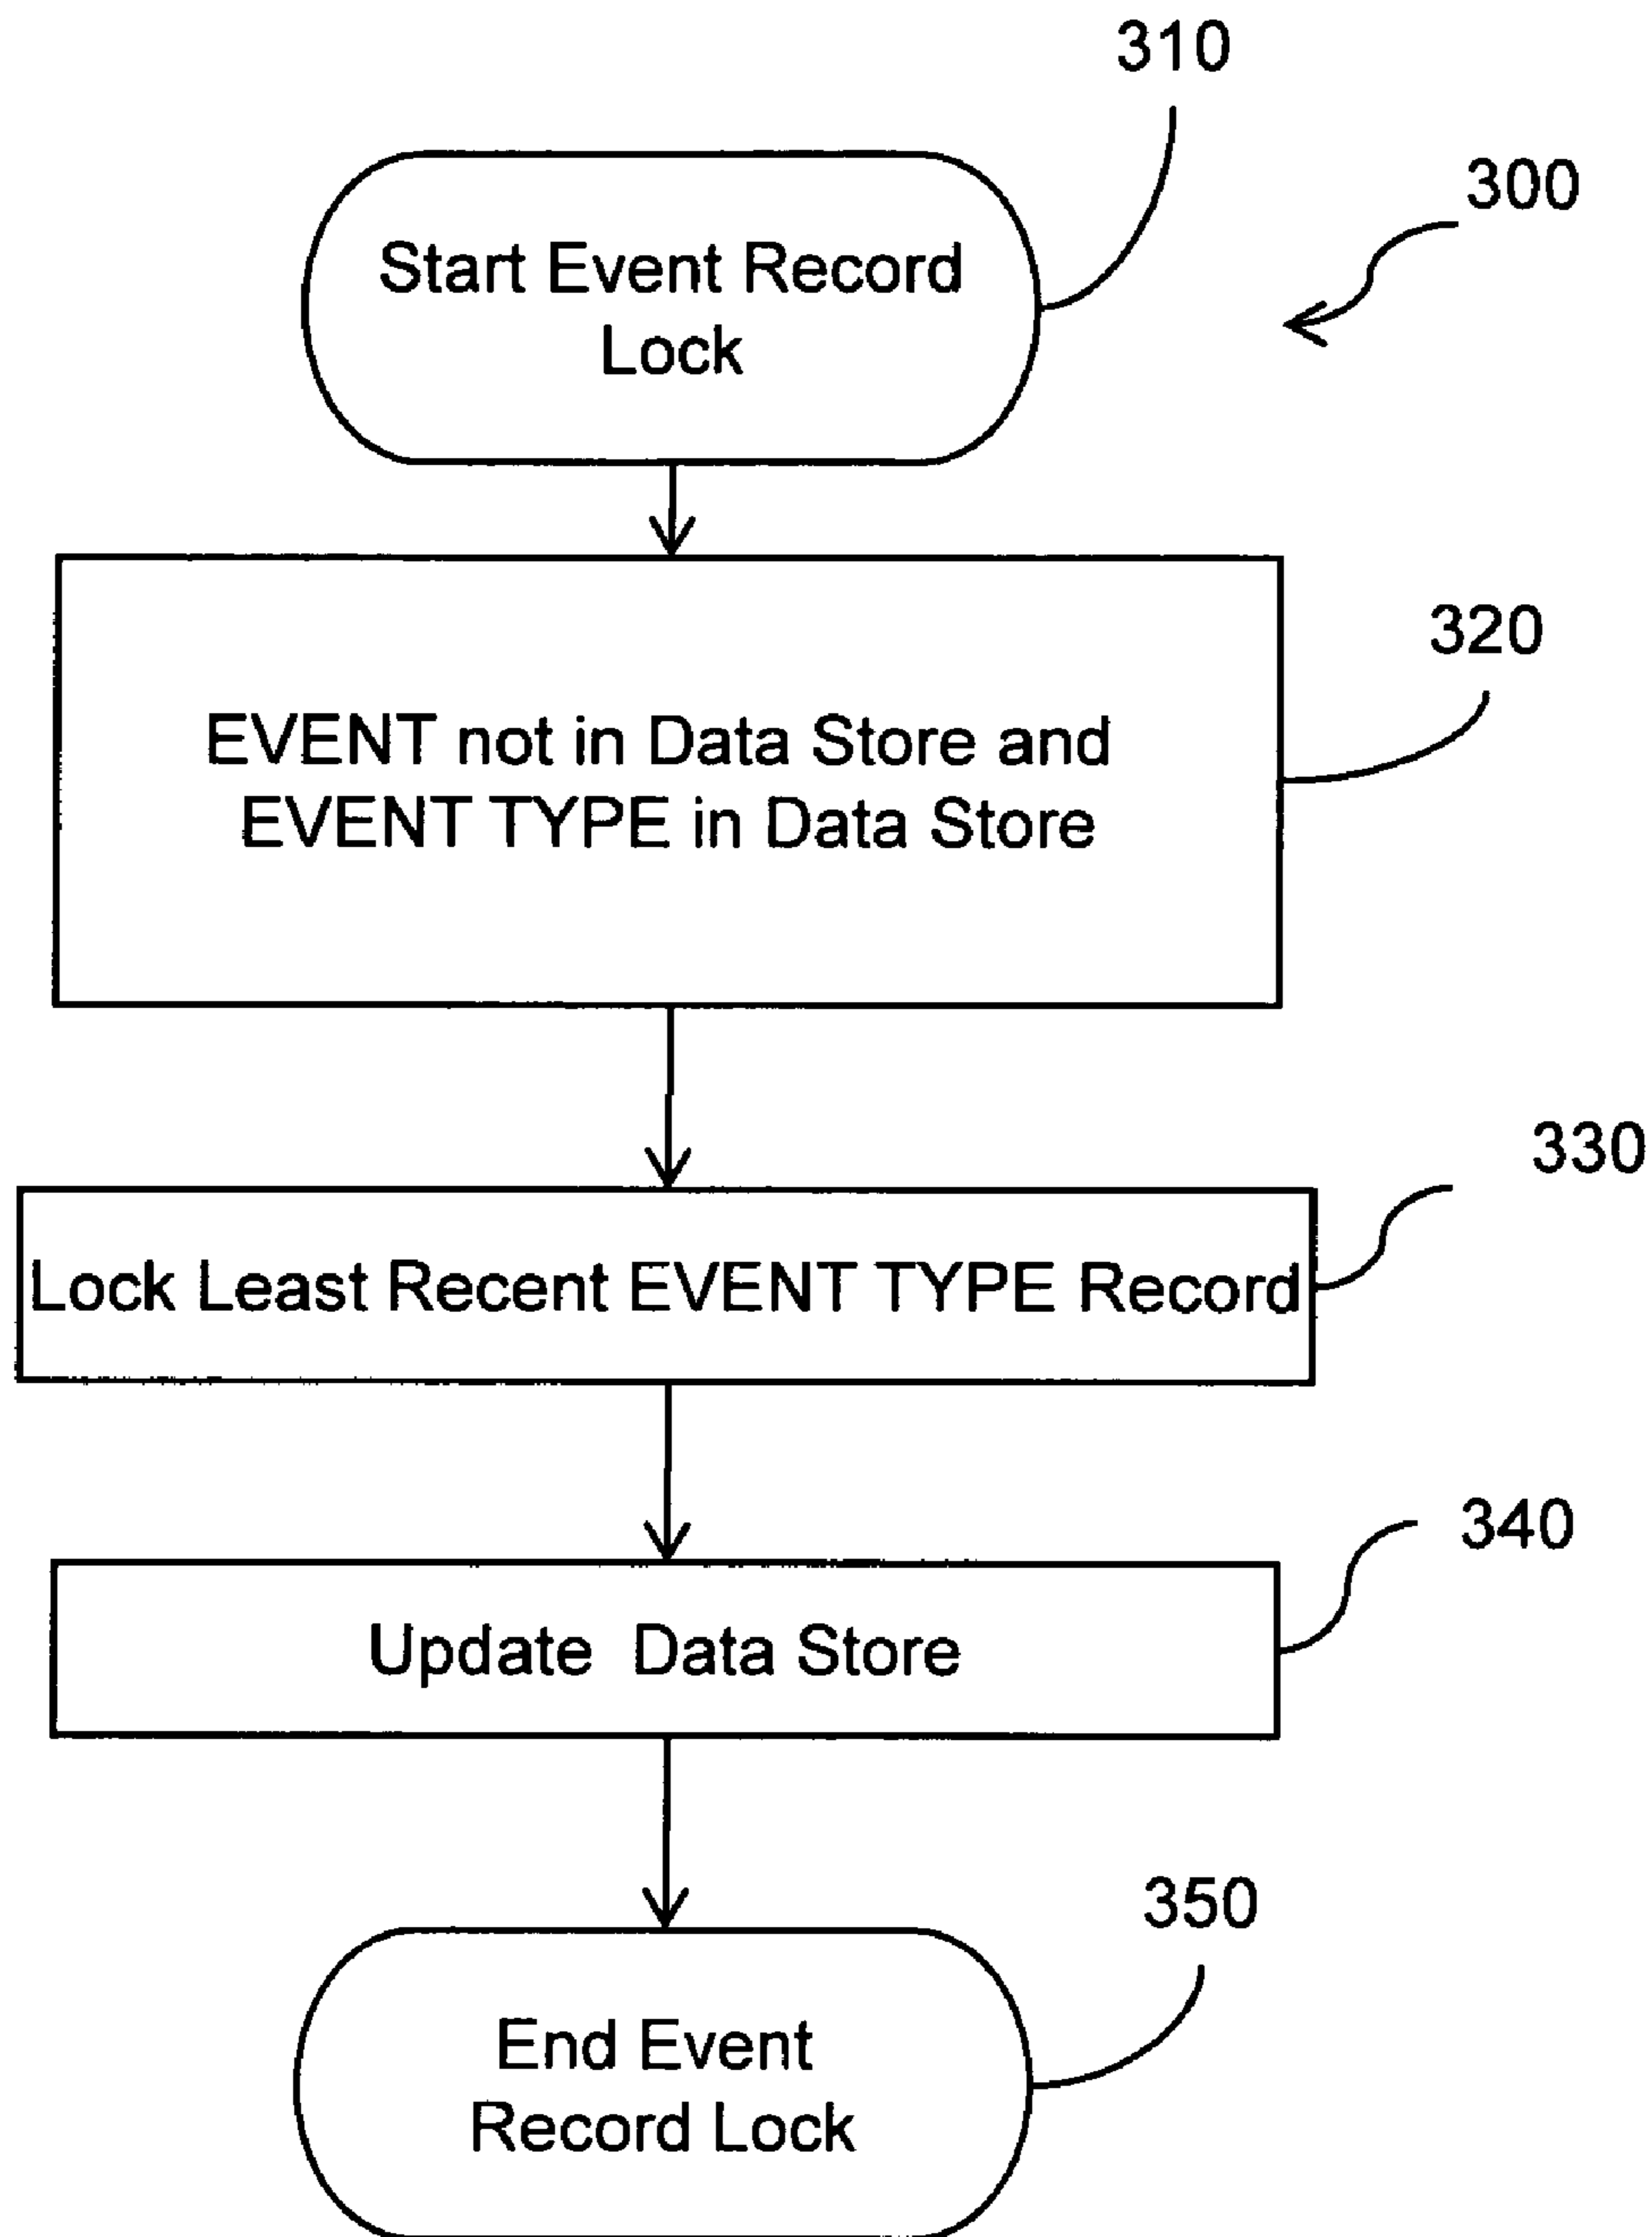 310
300
Start Event Record
Lock
320
EVENT not in Data Store and
EVENT TYPE in Data Store
330
Lock Least Recent EVENT TYPE Record
340
Update Data Store
350
End Event
Record Lock